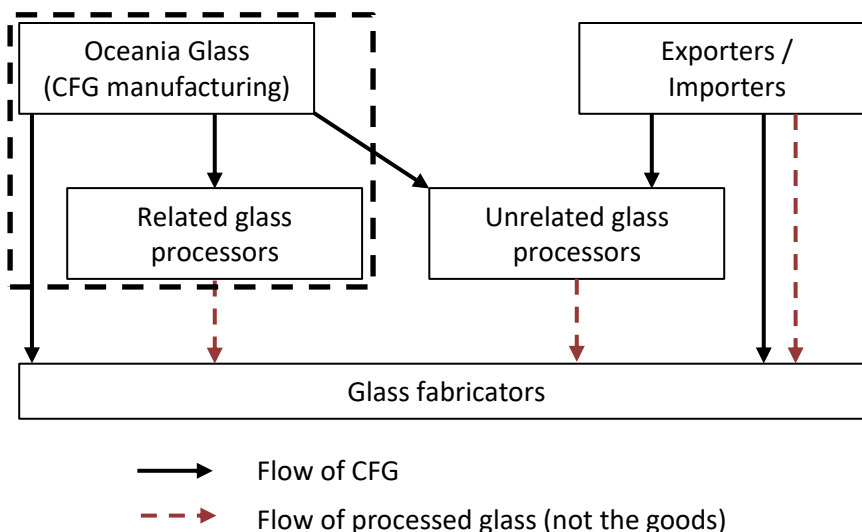 Oceania Glass
(CFG manufacturing)
Exporters /
Importers
Related glass
processors
Unrelated glass
processors
Glass fabricators
Flow of CFG
Flow of processed glass (not the goods)